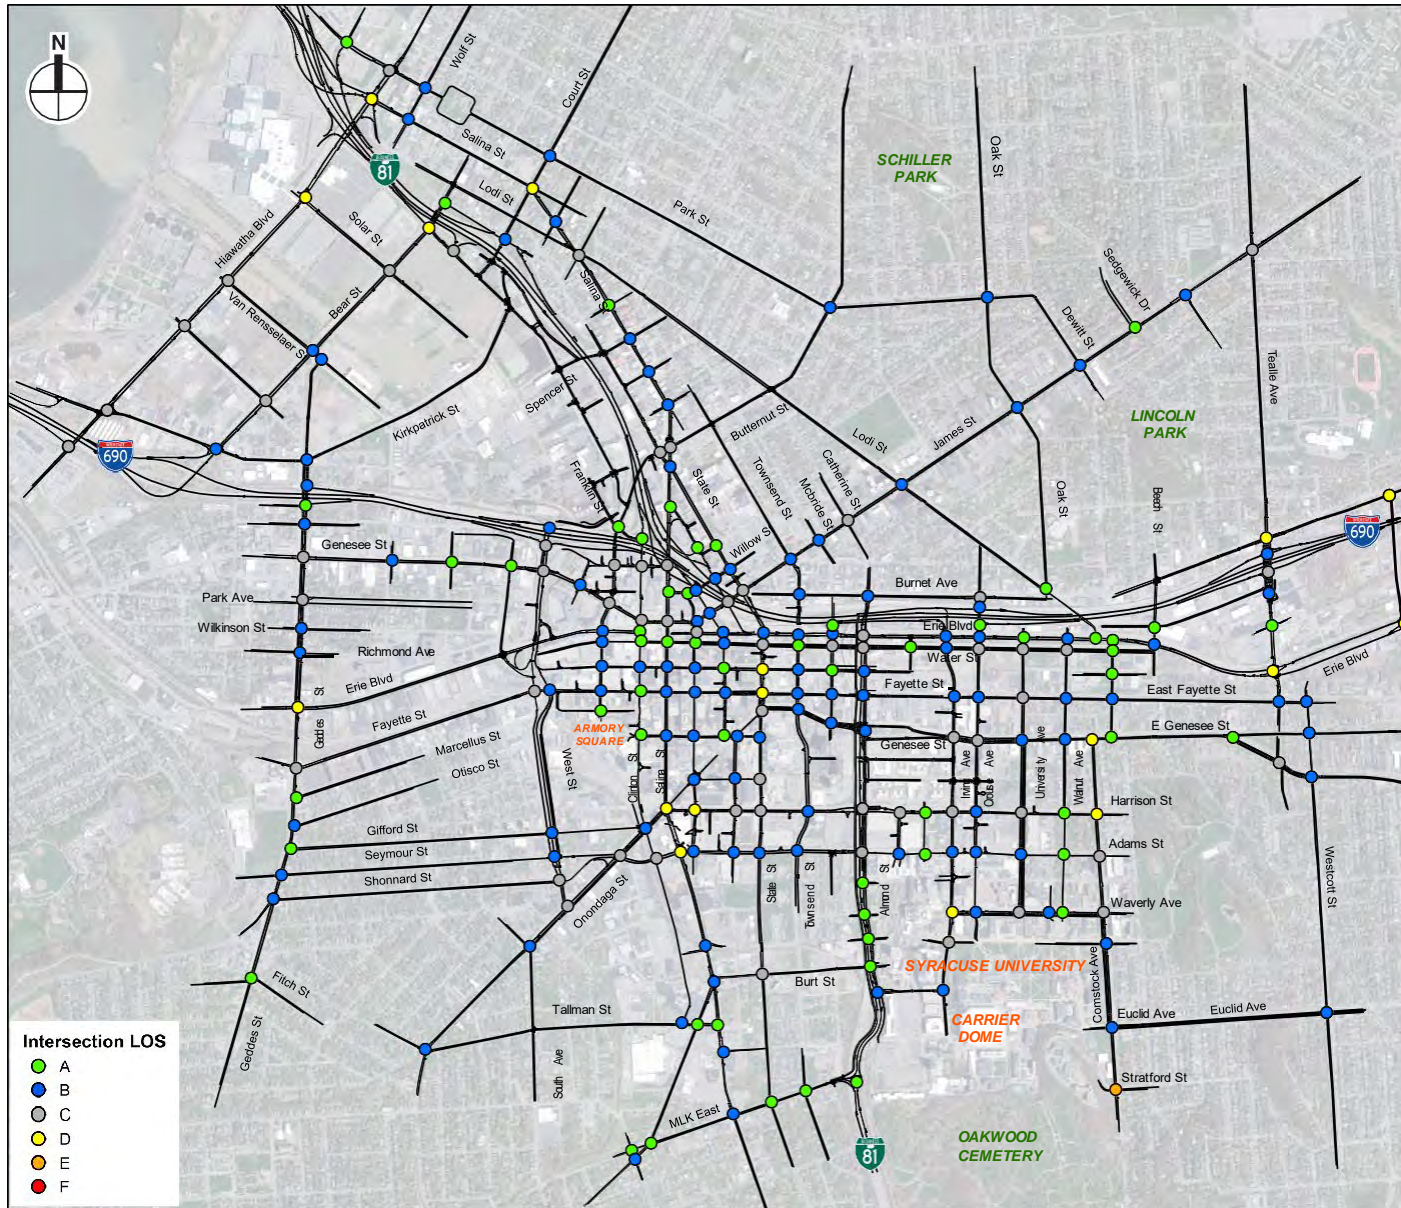 N
Wolf St
Court St
Salina St
81
Lodi St
Park St
SCHILLER
PARK
Oak St
Hiawatha Blvd
Solar St
Bear St
Van Rensselaer S
Salina S
Sedgewick Dr
Dewitt St
Tealle Ave
LINCOLN
PARK
Spencer St
Kirkpatrick St
Butternut St
Lodi St
James St
690
Franklin St
State St
Townsend St
Mcbride St
Catherine St
Oak St
Beech St
690
Genesee St
Willow S
Burnet Ave
Park Ave
Wilkinson St
Richmond Ave
Erie Blvd
Erie Blvd
Water St
Erie Blvd
Fayette St
East Fayette St
Geddes St
Fayette St
ARMORY
SQUARE
E Genesee St
Genesee St
Marcellus St
Otisco St
West St
Clinton St
Salina St
Irving Ave
University Ave
Walnut Ave
Harrison St
Gifford St
Seymour St
Shonnard St
Adams St
Onondaga St
State St
Townsend St
Almond St
Waverly Ave
Westcott St
SYRACUSE UNIVERSITY
Fitch St
Burt St
Comstock Ave
Tallman St
CARRIER
DOME
Euclid Ave
Euclid Ave
Geddes St
South Ave
Stratford St
MLK East
OAKWOOD
CEMETERY
81
Intersection LOS
A
B
C
D
E
F